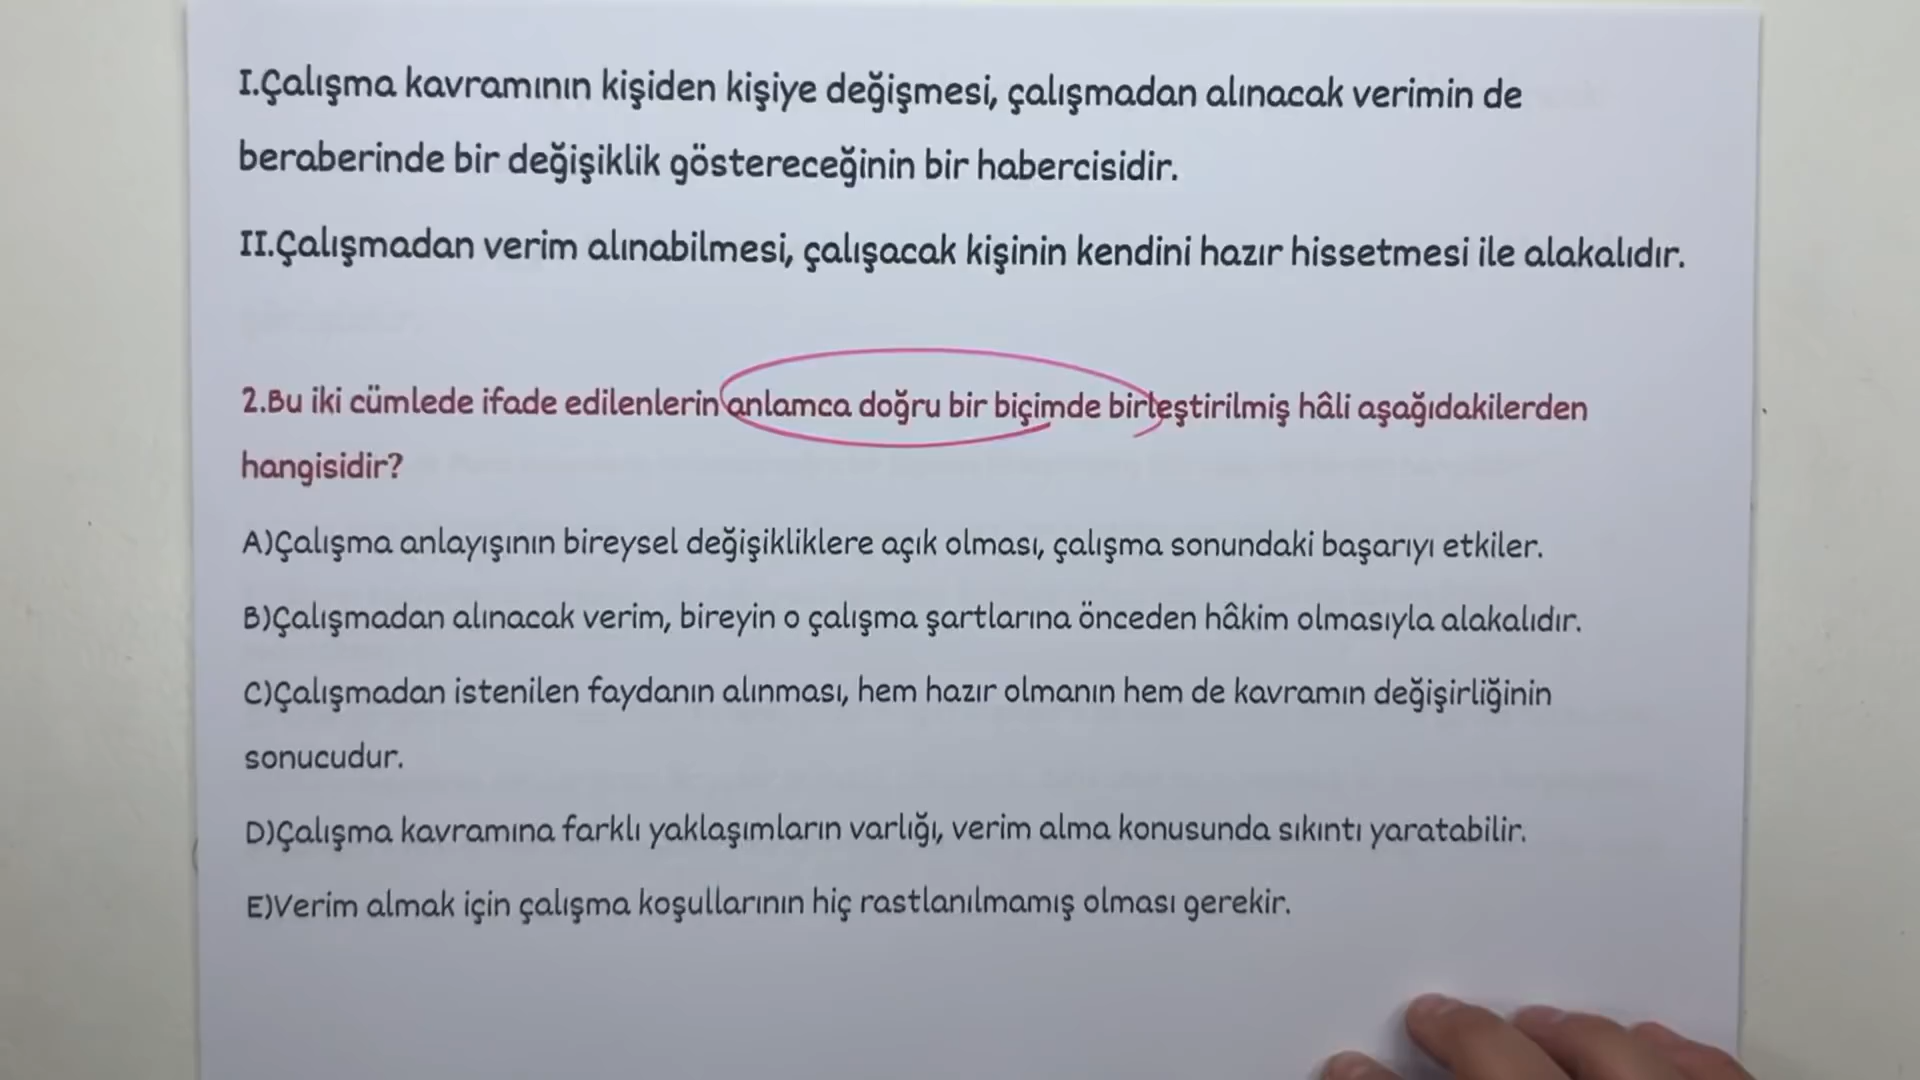 I.Çalışma kavramının kişiden kişiye değişmesi, çalışmadan alınacak verimin de
beraberinde bir değişiklik göstereceğinin bir habercisidir.
II.Çalışmadan verim alınabilmesi, çalışacak kişinin kendini hazır hissetmesi ile alakalıdır.
2.Bu iki cümlede ifade edilenlerin anlamca doğru bir biçimde birleştirilmiş hâli aşağıdakilerden
hangisidir?
A)Çalışma anlayışının bireysel değişikliklere açık olması, çalışma sonundaki başarıyı etkiler.
B)Çalışmadan alınacak verim, bireyin o çalışma şartlarına önceden hâkim olmasıyla alakalıdır.
C)Çalışmadan istenilen faydanın alınması, hem hazır olmanın hem de kavramın değişirliğinin
sonucudur.
D)Çalışma kavramına farklı yaklaşımların varlığı, verim alma konusunda sıkıntı yaratabilir.
E)Verim almak için çalışma koşullarının hiç rastlanılmamış olması gerekir.